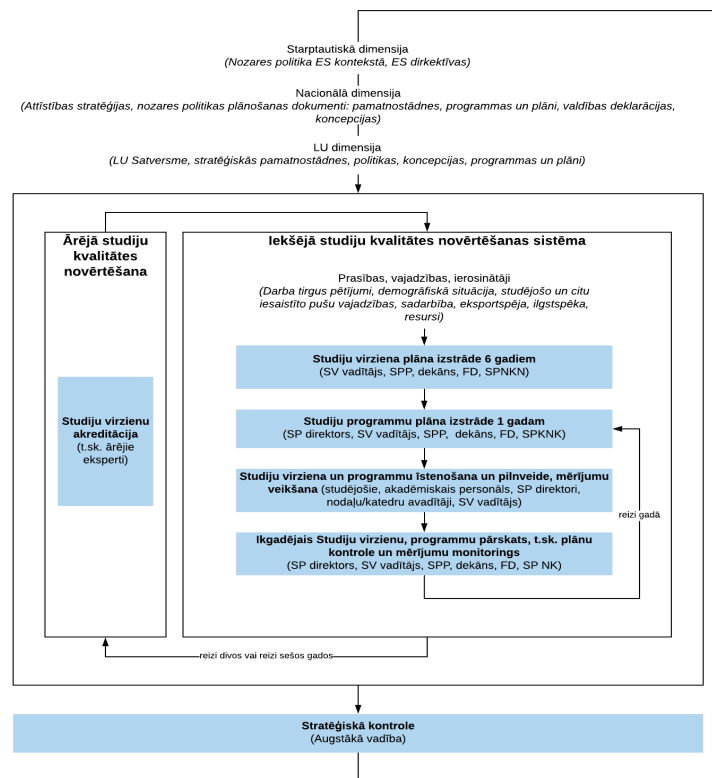 Starptautiskā dimensija
(Nozares politika ES kontekstā, ES dirkektīvas)
Nacionālā dimensija
(Attīstības stratēģijas, nozares politikas plānošanas dokumenti: pamatnostādnes, programmas un plāni, valdības deklarācijas,
koncepcijas)
LU dimensija
(LU Satversme, stratēģiskās pamatnostādnes, politikas, koncepcijas, programmas un plāni)
Ārējā studiju
kvalitātes
novērtēšana
Studiju virzienu
akreditācija
(t.sk. ārējie
eksperti)
Iekšējā studiju kvalitātes novērtēšanas sistēma
Prasības, vajadzības, ierosinātāji
(Darba tirgus pētījumi, demogrāfiskā situācija, studējošo un citu
iesaistīto pušu vajadzības, sadarbība, eksportspēja, ilgstspēka,
resursi)
Studiju virziena plāna izstrāde 6 gadiem
(SV vadītājs, SPP, dekāns, FD, SPNKN)
Studiju programmu plāna izstrāde 1 gadam
(SP direktors, SV vadītājs, SPP, dekāns, FD, SPKNK)
Studiju virziena un programmu īstenošana un pilnveide, mērījumu
veikšana (studējošie, akadēmiskais personāls, SP direktori,
nodaļu/katedru avadītāji, SV vadītājs)
Ikgadējais Studiju virzienu, programmu pārskats, t.sk. plānu
kontrole un mērījumu monitorings
(SP direktors, SV vadītājs, SPP, dekāns, FD, SP NK)
reizi gadā
reizi divos vai reizi sešos gados
Stratēģiskā kontrole
(Augstākā vadība)